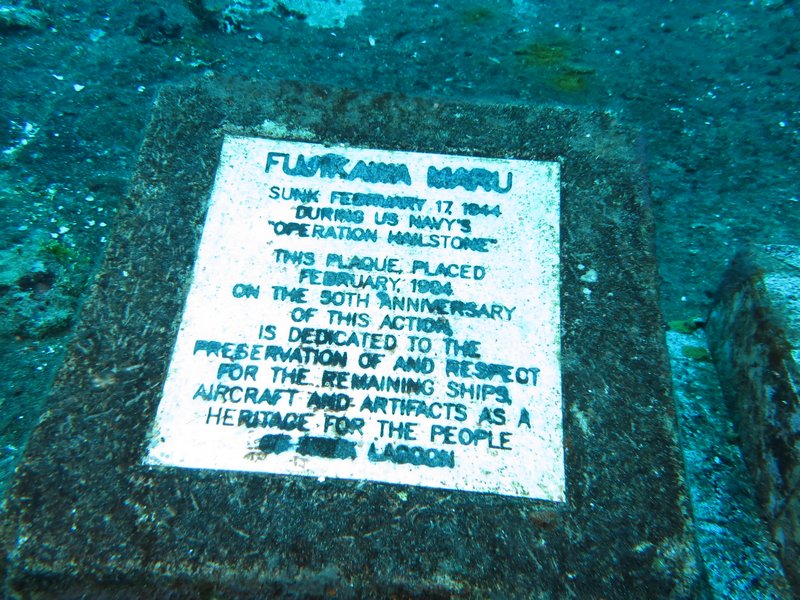 FUJIKAWA MARU
SUNK FEBRUARY 17, 1944
DURING US NAVY'S
"OPERATION HAILSTONE"
THIS PLAQUE, PLACED
FEBRUARY, 1994
ON THE 50TH ANNIVERSARY
OF THIS ACTION,
IS DEDICATED TO THE
PRESERVATION OF AND RESPECT
FOR THE REMAINING SHIPS,
AIRCRAFT AND ARTIFACTS AS A
HERITAGE FOR THE PEOPLE
OF TRUK LAGOON